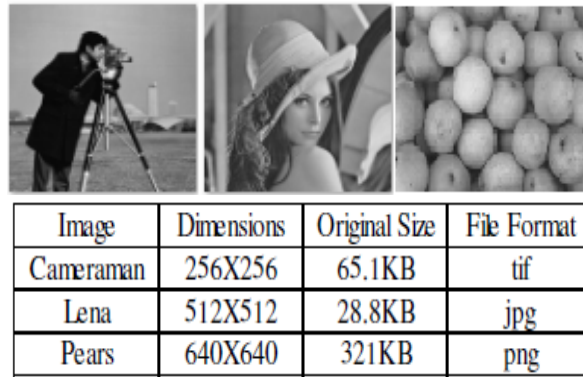 Image Dimensions Original Size File Format
Cameraman 256X256 65.1KB tif
Lena 512X512 28.8KB jpg
Pears 640X640 321KB png